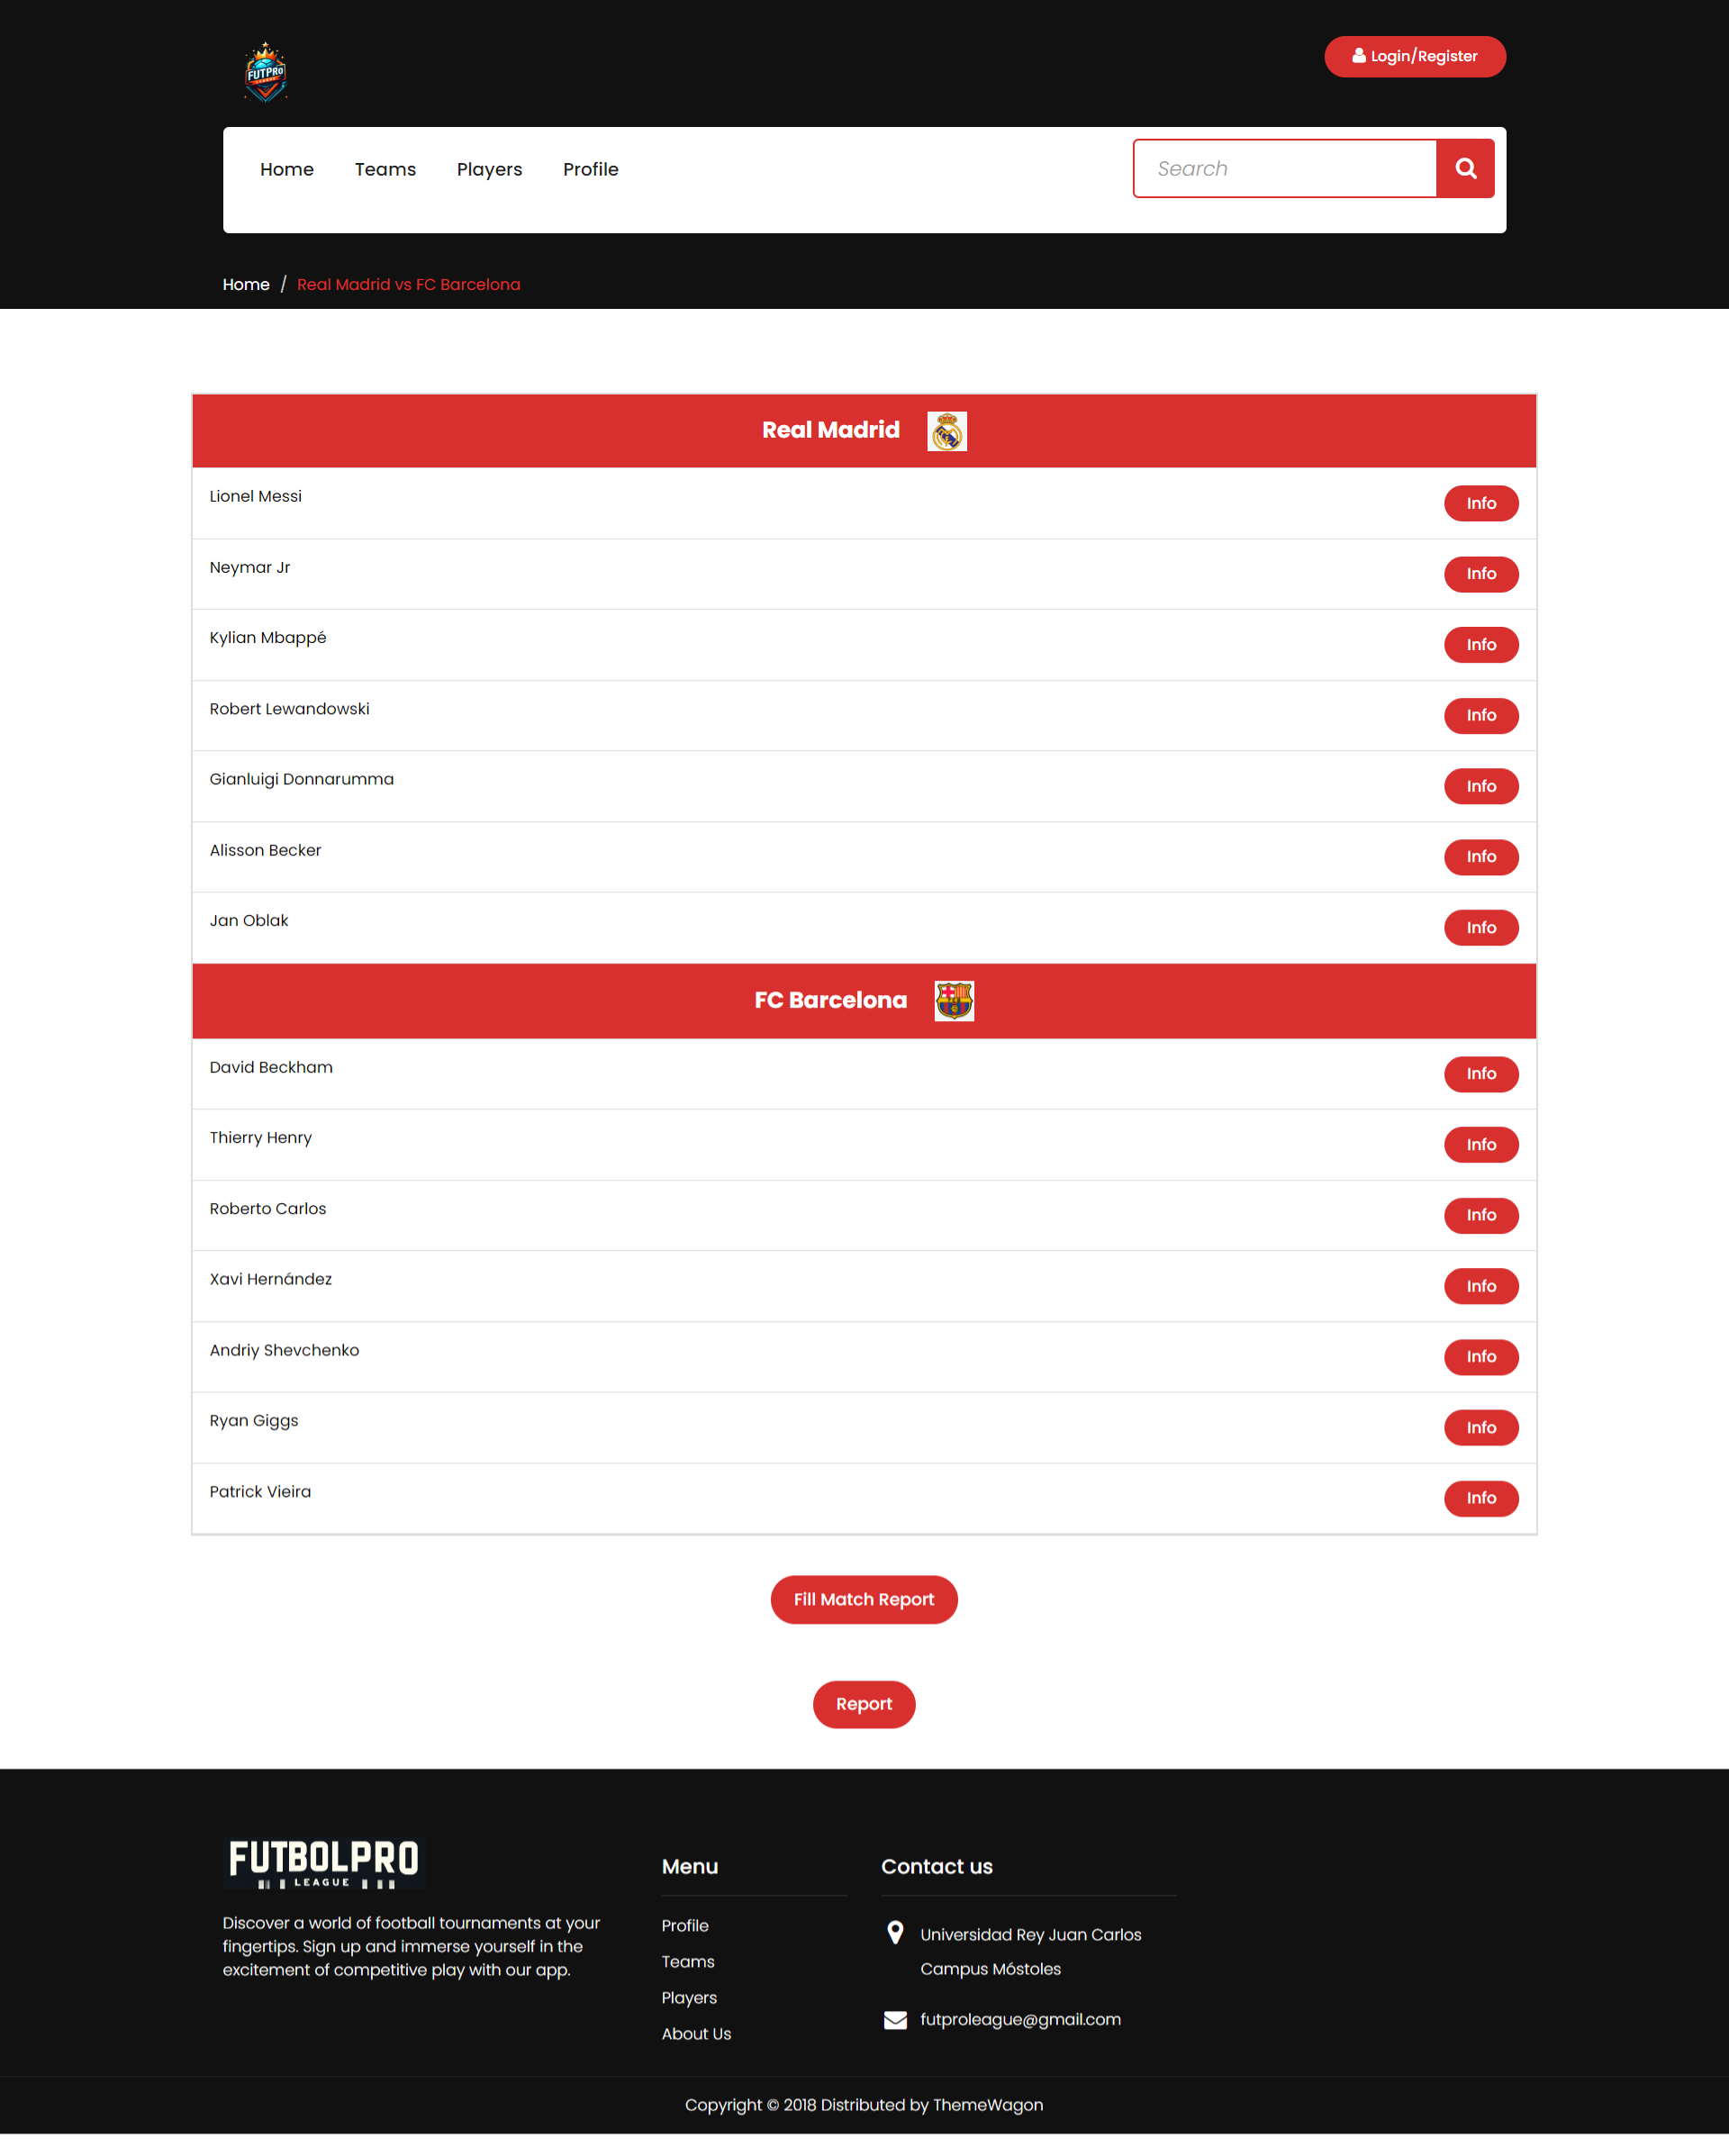 FUTPRO
Login/Register
Home Teams Players Profile Search
Home / Real Madrid vs FC Barcelona
Real Madrid
Lionel Messi Info
Neymar Jr Info
Kylian Mbappé Info
Robert Lewandowski Info
Gianluigi Donnarumma Info
Alisson Becker Info
Jan Oblak Info
FC Barcelona
David Beckham Info
Thierry Henry Info
Roberto Carlos Info
Xavi Hernández Info
Andriy Shevchenko Info
Ryan Giggs Info
Patrick Vieira Info
Fill Match Report
Report
FUTBOLPRO
LEAGUE
Discover a world of football tournaments at your
fingertips. Sign up and immerse yourself in the
excitement of competitive play with our app.
Menu
Profile
Teams
Players
About Us
Contact us
Universidad Rey Juan Carlos
Campus Móstoles
futproleague@gmail.com
Copyright © 2018 Distributed by ThemeWagon